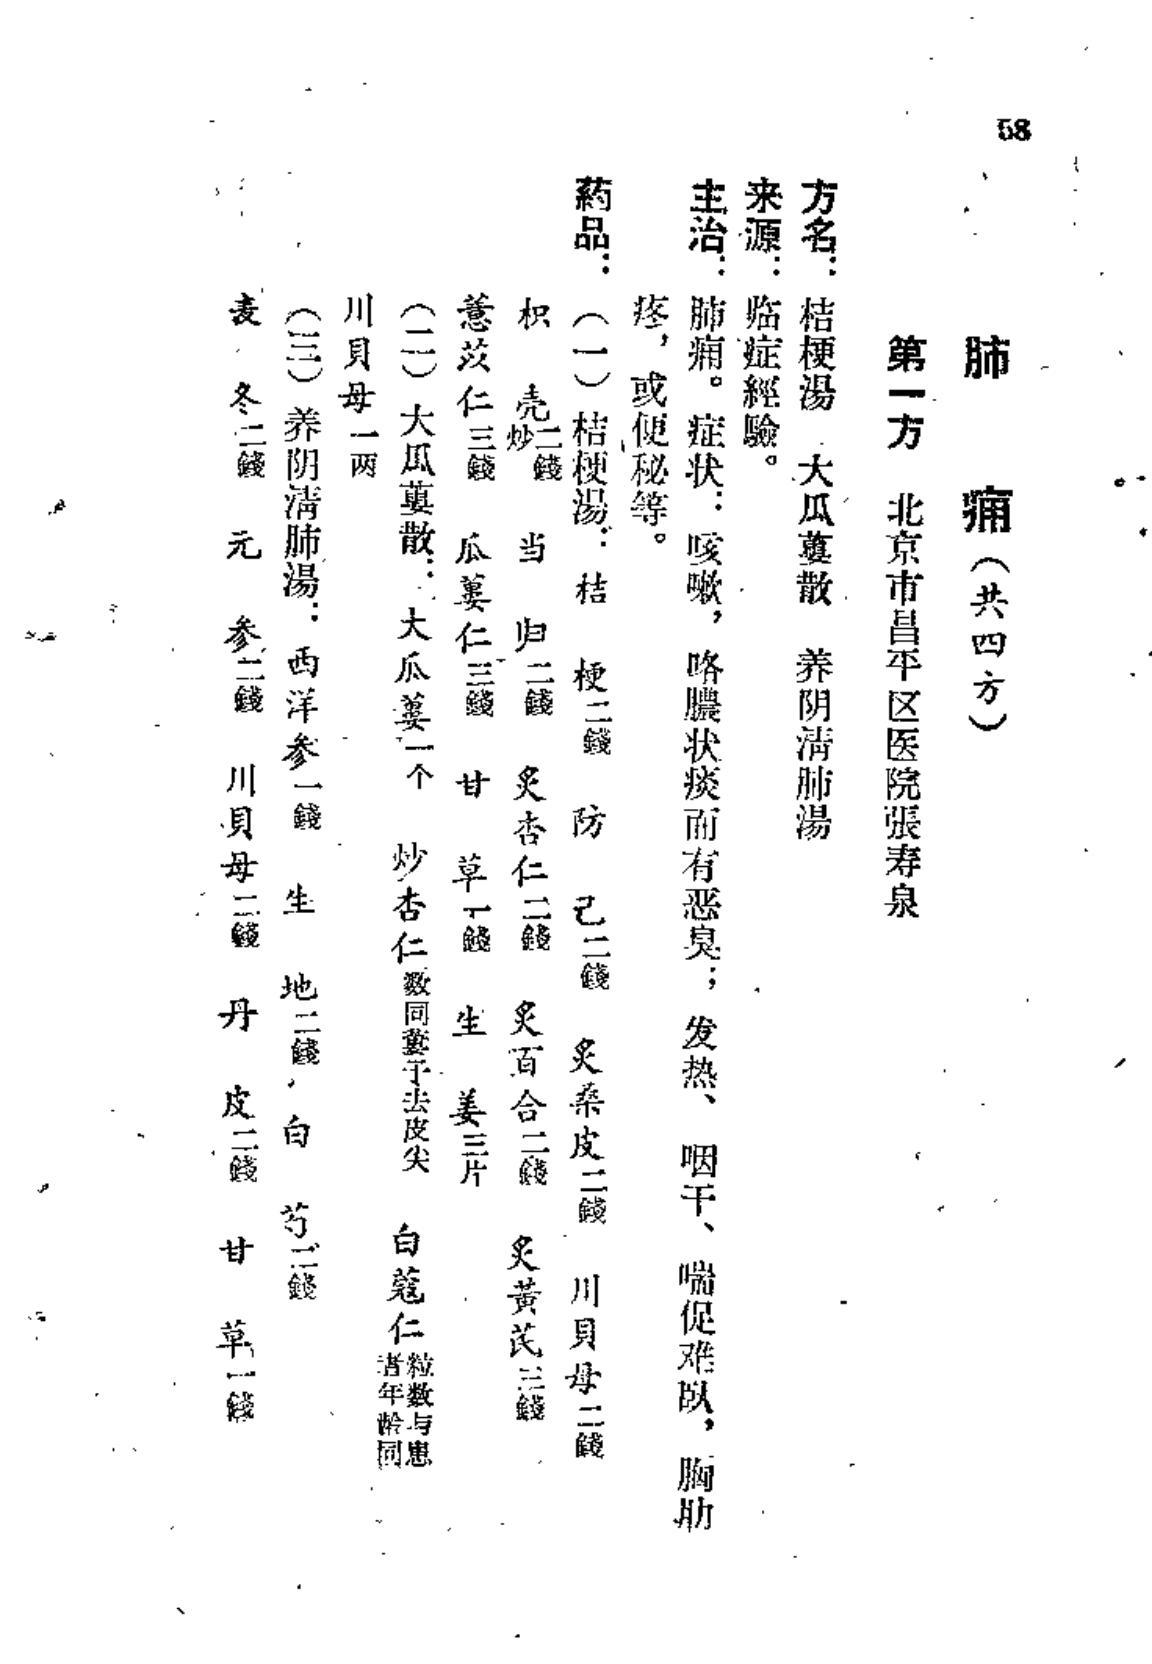 58
肺 痈（共四方）
第一方 北京市昌平区医院張寿泉
方名：桔梗湯 大瓜蔞散 养阴清肺湯
来源：临症經驗。
主治：肺痈。症状：咳嗽，咯膿状痰而有恶臭；发热、咽干、喘促难臥，胸肋
疼，或便秘等。
药品：（一）桔梗湯：桔 梗二錢 防 己二錢 炙桑皮二錢 川貝母二錢
枳 壳炒二錢 当 归二錢 炙杏仁二錢 炙百合二錢 炙黃芪三錢
薏苡仁三錢 瓜蔞仁三錢 甘 草一錢 生 姜三片
（二）大瓜蔞散：大瓜蔞一个 炒杏仁数同蔞子去皮尖 白蔻仁粒数与患者年龄同
川貝母一两
（三）养阴清肺湯：西洋参一錢 生 地二錢 白 芍二錢
麦 冬二錢 元 参二錢 川貝母二錢 丹 皮二錢 甘 草一錢